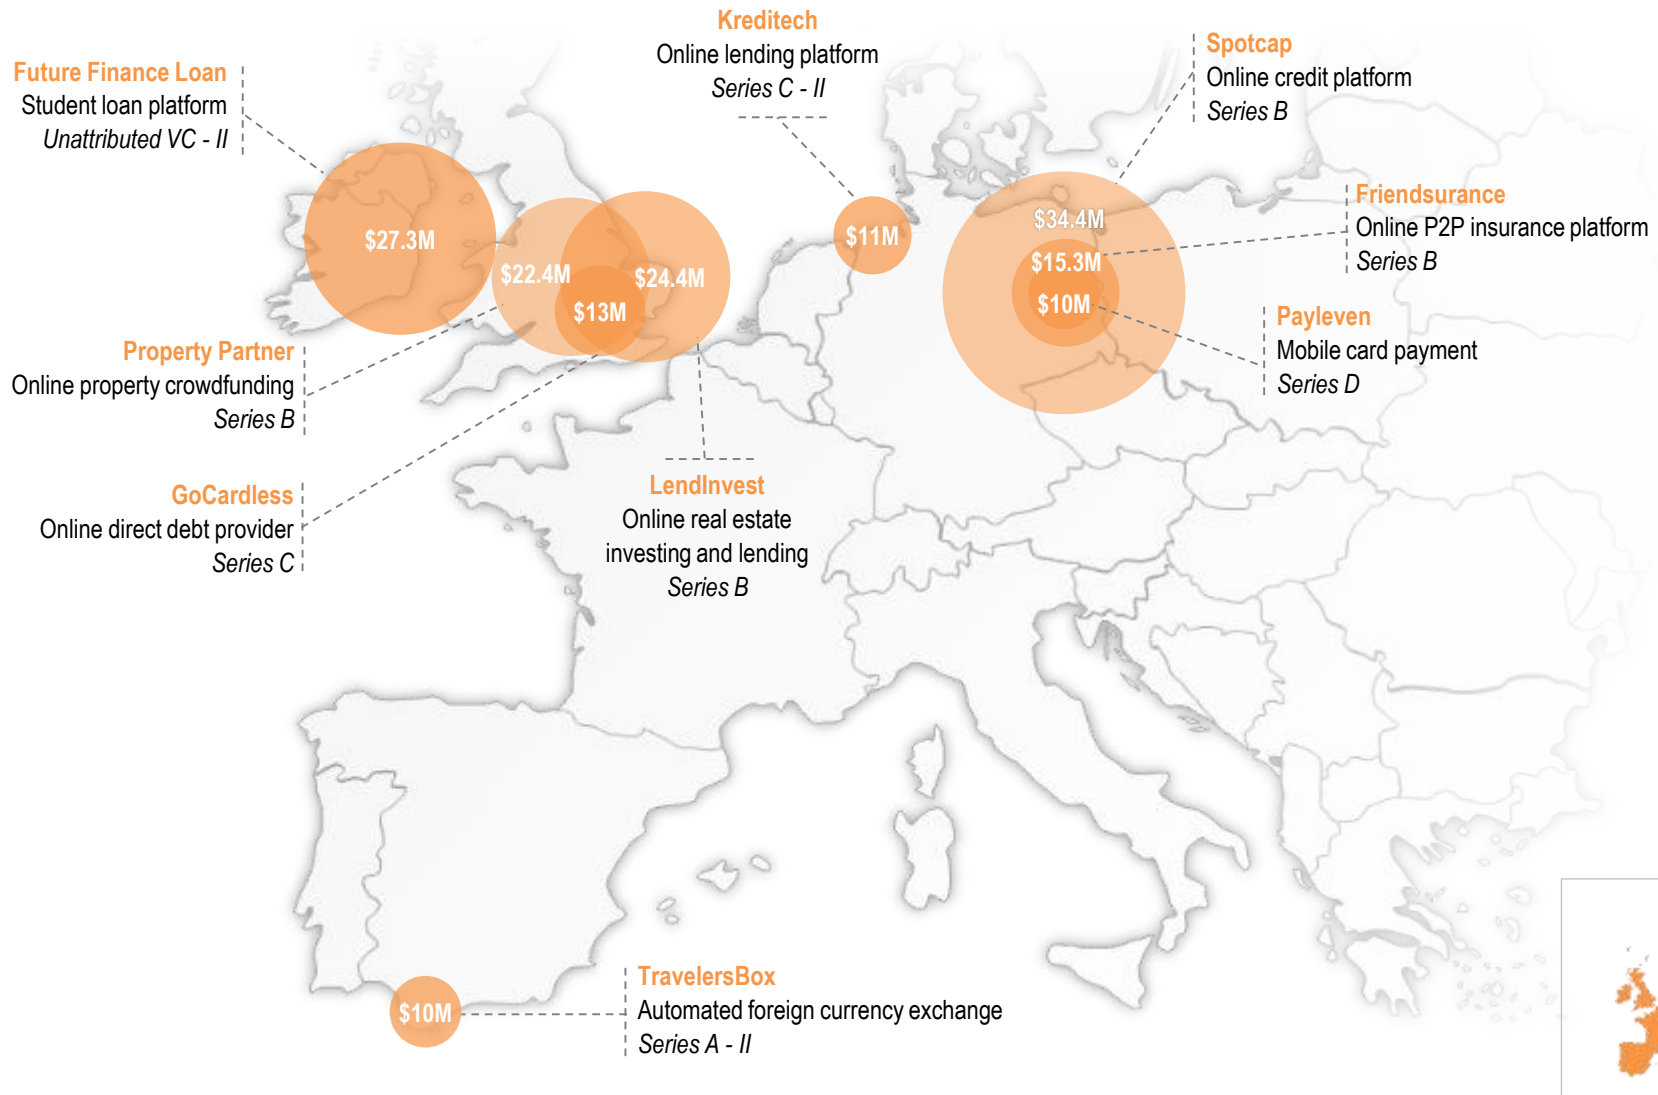 Kreditech
Online lending platform
Series C - II
Spotcap
Online credit platform
Series B
Future Finance Loan
Student loan platform
Unattributed VC - II
Friendsurance
Online P2P insurance platform
Series B
$34.4M
$15.3M
$10M
$11M
$27.3M
$22.4M
$24.4M
$13M
Payleven
Mobile card payment
Series D
Property Partner
Online property crowdfunding
Series B
GoCardless
Online direct debt provider
Series C
LendInvest
Online real estate
investing and lending
Series B
$10M
TravelersBox
Automated foreign currency exchange
Series A - II